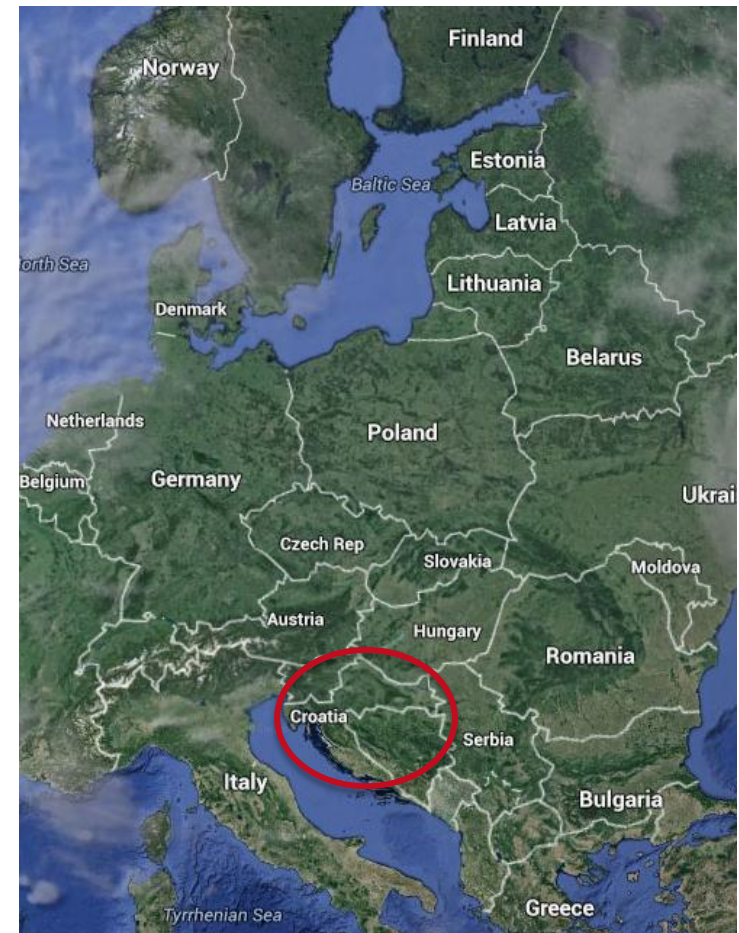 Finland
Norway
Estonia
Baltic Sea
Latvia
orth Sea
Lithuania
Denmark
Belarus
Netherlands
Poland
Belgium
Germany
Ukrai
Czech Rep
Slovakia
Moldova
Austria
Hungary
Romania
Croatia
Serbia
Italy
Bulgaria
Greece
Tyrrhenian Sea